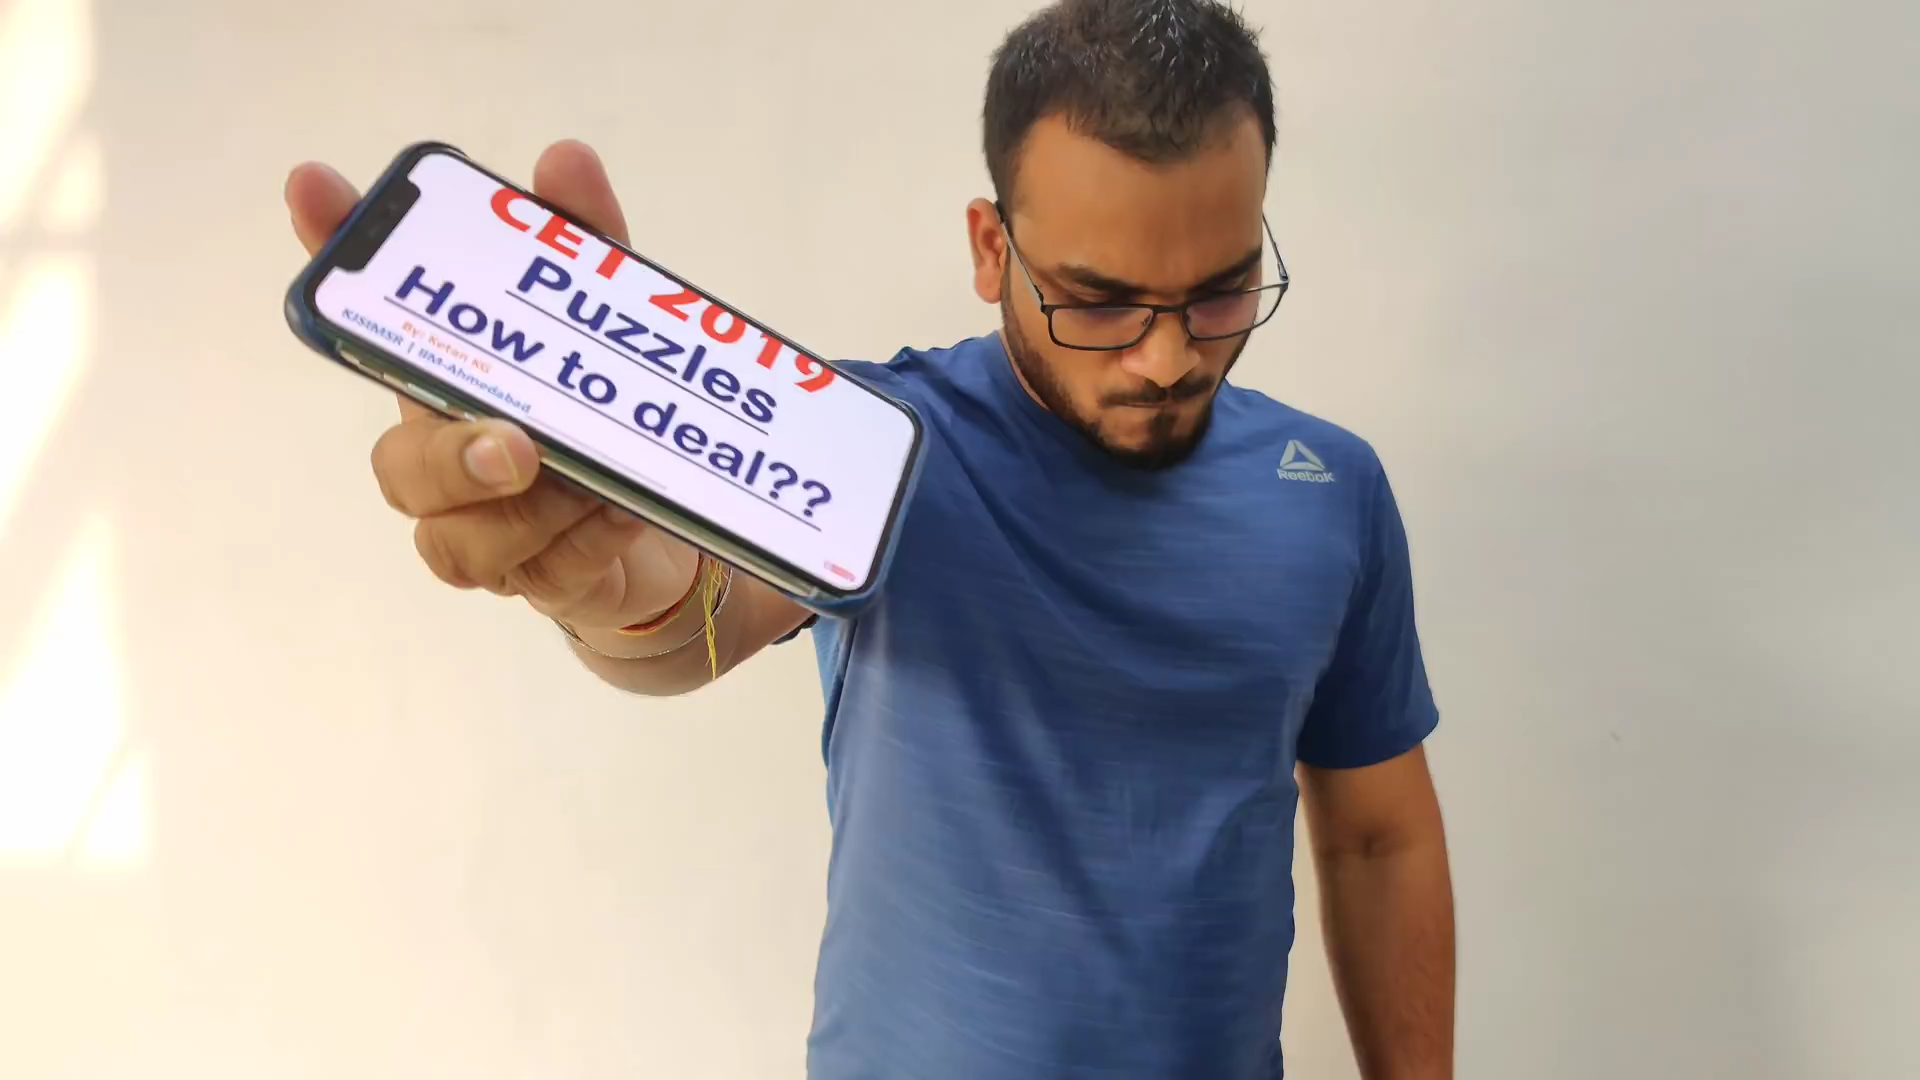 CET 2019
Puzzles
How to deal??
By: Ketan KG
KJSIMSR | IIM-Ahmedabad
Reebok